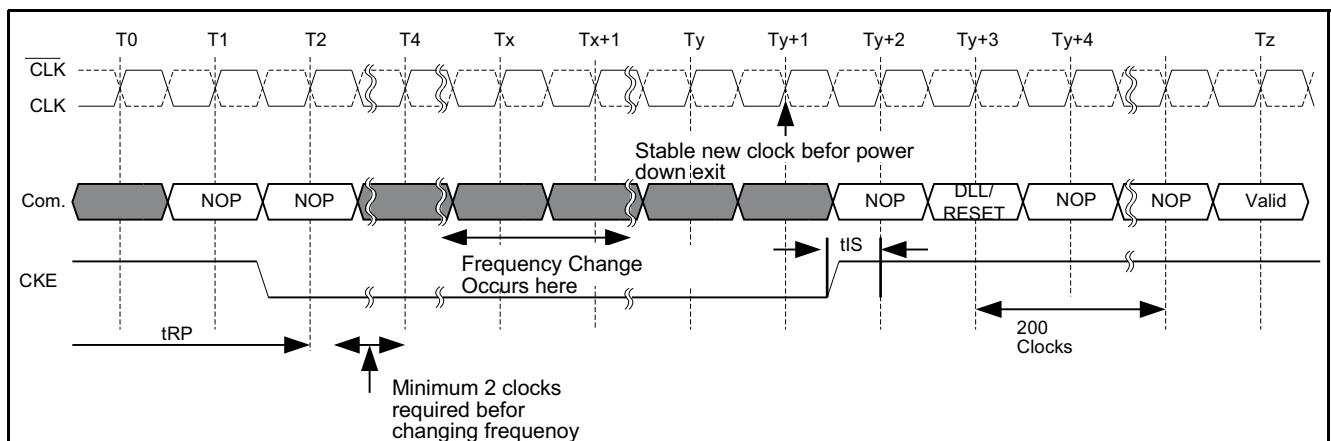 T0 T1 T2 T4 Tx Tx+1 Ty Ty+1 Ty+2 Ty+3 Ty+4 Tz
CLK
CLK
Stable new clock befor power
down exit
Com. NOP NOP NOP DLL/
RESET NOP NOP Valid
tIS
CKE
Frequency Change
Occurs here
tRP
200
Clocks
Minimum 2 clocks
required befor
changing frequenoy